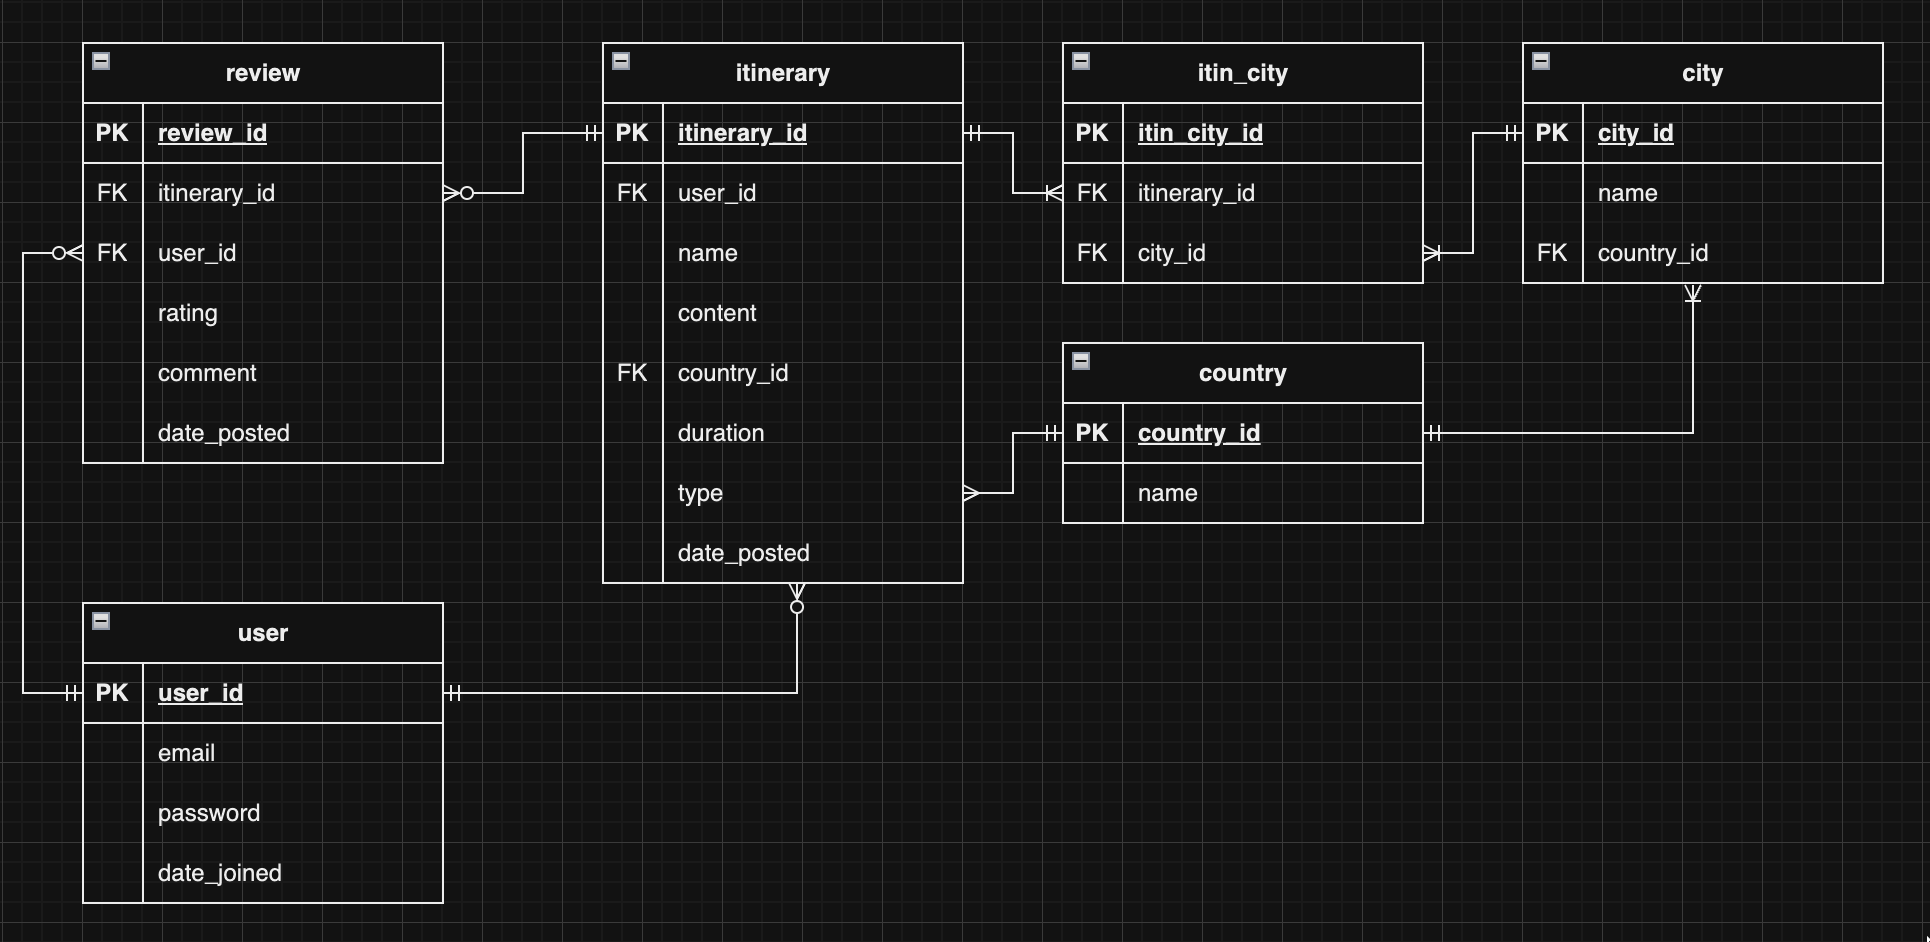 review
PK review_id
FK itinerary_id
FK user_id
rating
comment
date_posted
itinerary
PK itinerary_id
FK user_id
name
content
FK country_id
duration
type
date_posted
itin_city
PK itin_city_id
FK itinerary_id
FK city_id
city
PK city_id
name
FK country_id
country
PK country_id
name
user
PK user_id
email
password
date_joined